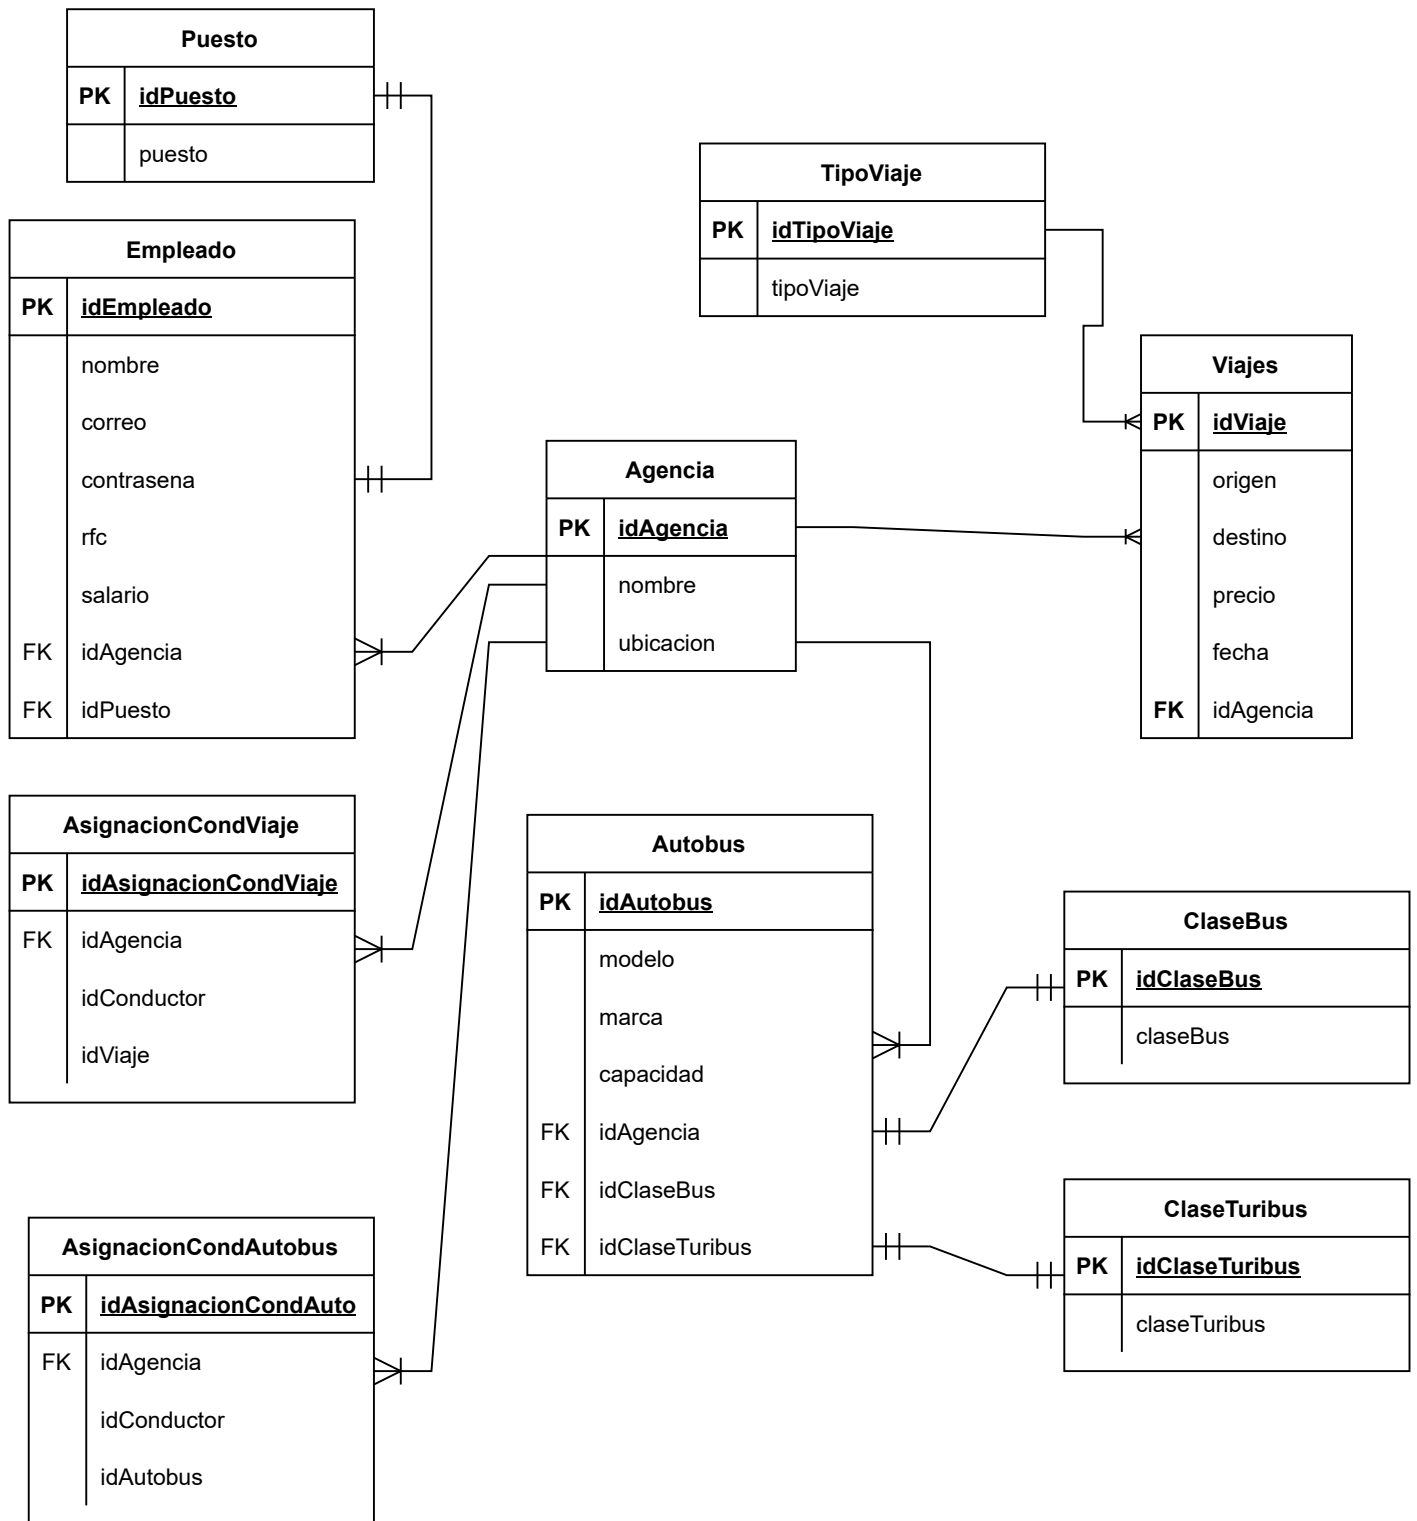 Puesto
PK idPuesto
puesto
Empleado
PK idEmpleado
nombre
correo
contrasena
rfc
salario
FK idAgencia
FK idPuesto
TipoViaje
PK idTipoViaje
tipoViaje
Viajes
PK idViaje
origen
destino
precio
fecha
FK idAgencia
Agencia
PK idAgencia
nombre
ubicacion
AsignacionCondViaje
PK idAsignacionCondViaje
FK idAgencia
idConductor
idViaje
Autobus
PK idAutobus
modelo
marca
capacidad
FK idAgencia
FK idClaseBus
FK idClaseTuribus
ClaseBus
PK idClaseBus
claseBus
ClaseTuribus
PK idClaseTuribus
claseTuribus
AsignacionCondAutobus
PK idAsignacionCondAuto
FK idAgencia
idConductor
idAutobus